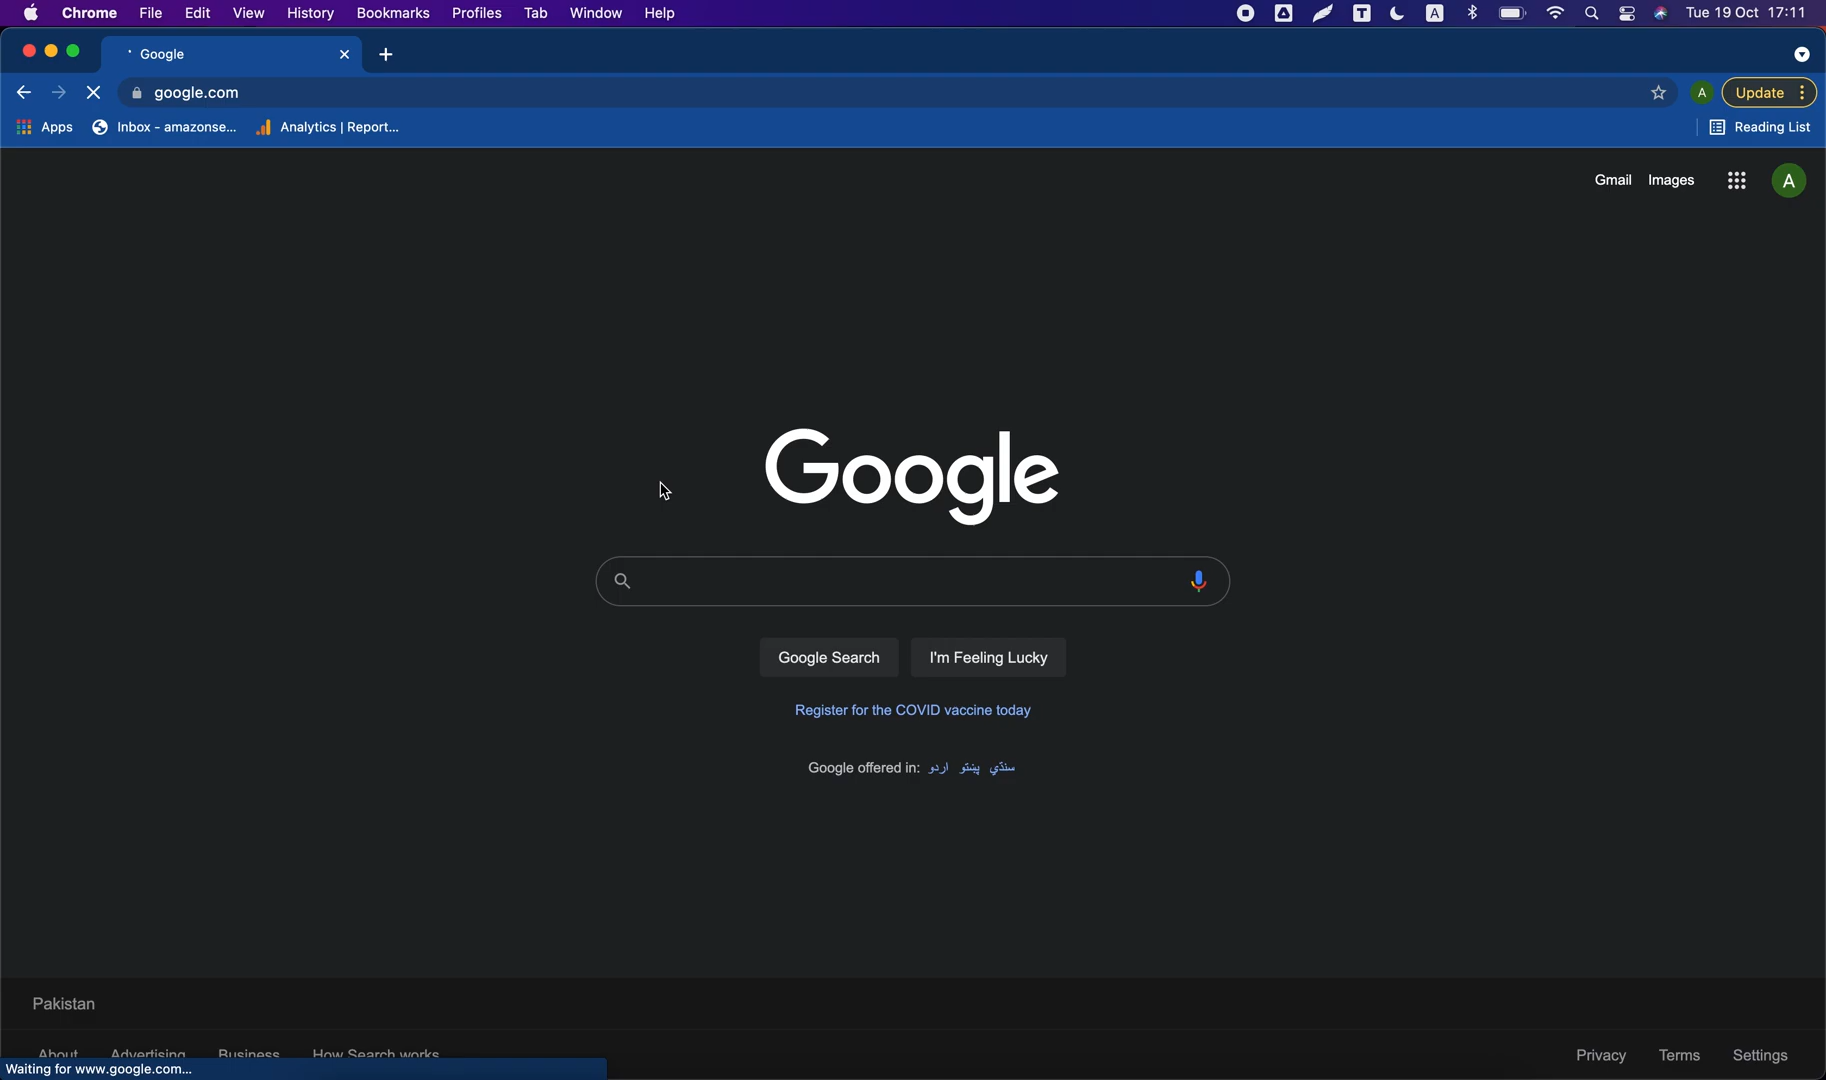 Chrome File Edit View History Bookmarks Profiles Tab Window Help T A Tue 19 Oct 17:11
Google
google.com A Update
Apps Inbox - amazonse... Analytics | Report... Reading List
Gmail Images A
Google
Google Search I'm Feeling Lucky
Register for the COVID vaccine today
Google offered in: اردو پښتو سنڌي
Pakistan
About Advertising Business How Search works Privacy Terms Settings
Waiting for www.google.com...